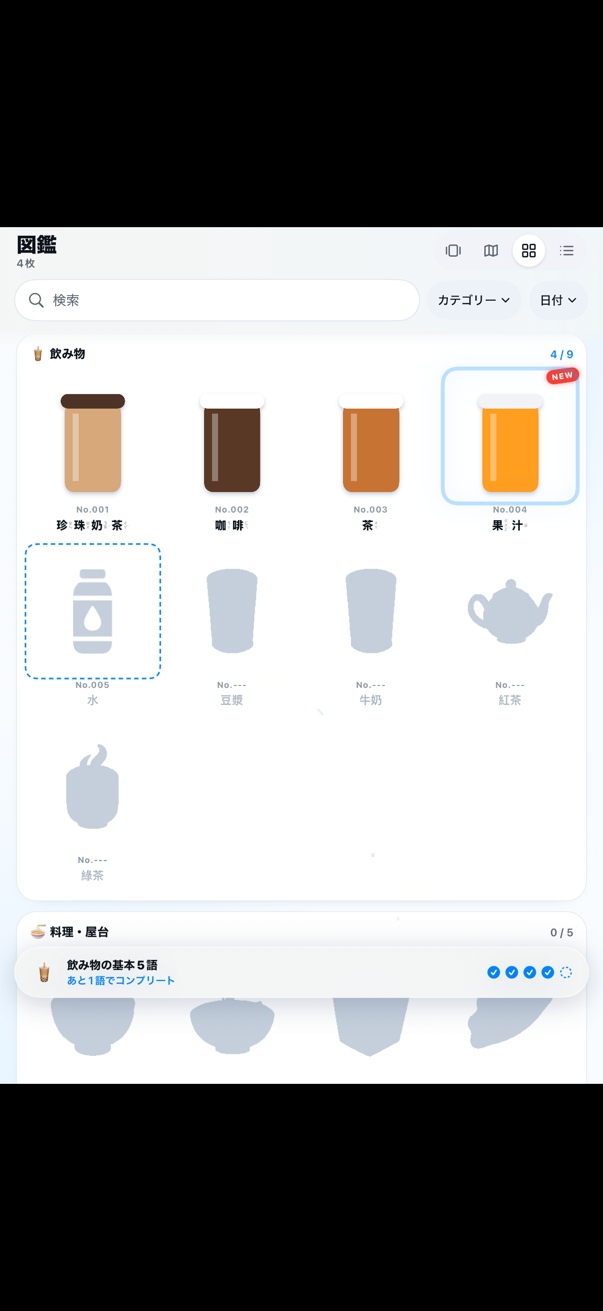 図鑑
4枚
検索
カテゴリー
日付
飲み物
4 / 9
NEW
No.001
No.002
No.003
No.004
珍珠奶茶
咖啡
茶
果汁
No.005
No.---
No.---
No.---
水
豆漿
牛奶
紅茶
No.---
綠茶
料理・屋台
0 / 5
飲み物の基本5語
あと1語でコンプリート